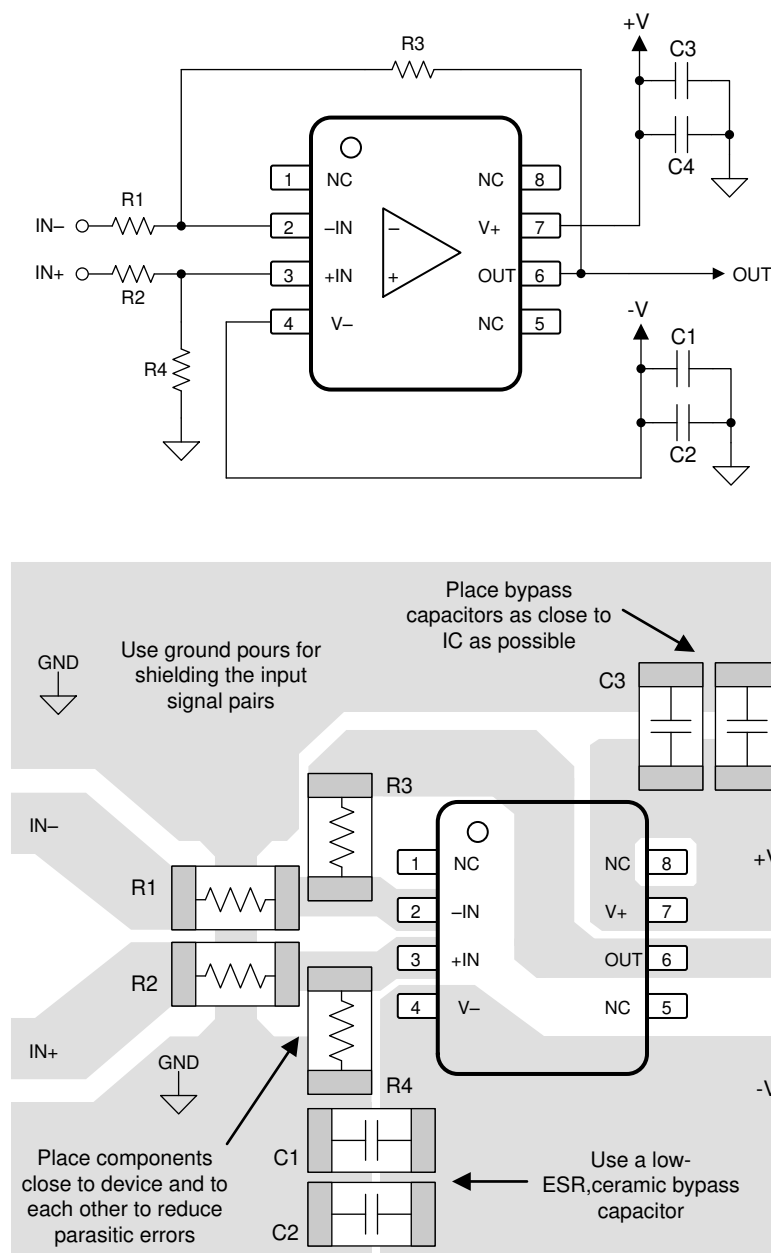 +V
C3
R3
C4
1 NC
NC 8
R1
IN–
2 –IN
–
V+ 7
IN+
3 +IN
+
OUT 6
OUT
R2
4 V–
NC 5
-V
C1
R4
C2
Place bypass
capacitors as close to
IC as possible
Use ground pours for
shielding the input
signal pairs
GND
C3
R3
IN–
1 NC
NC 8
R1
2 –IN
V+ 7
3 +IN
OUT 6
R2
4 V–
NC 5
IN+
GND
R4
Place components
close to device and to
each other to reduce
parasitic errors
C1
C2
Use a low-
ESR,ceramic bypass
capacitor